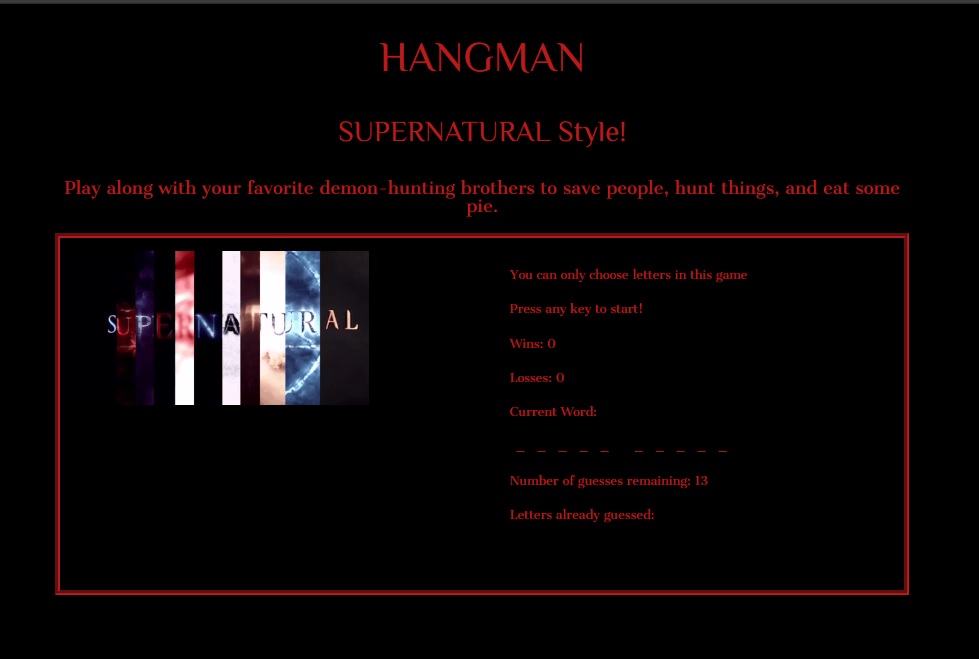 HANGMAN
SUPERNATURAL Style!
Play along with your favorite demon-hunting brothers to save people, hunt things, and eat some
pie.
SUPERNATURAL
You can only choose letters in this game
Press any key to start!
Wins: 0
Losses: 0
Current Word:
_ _ _ _ _   _ _ _ _ _
Number of guesses remaining: 13
Letters already guessed: